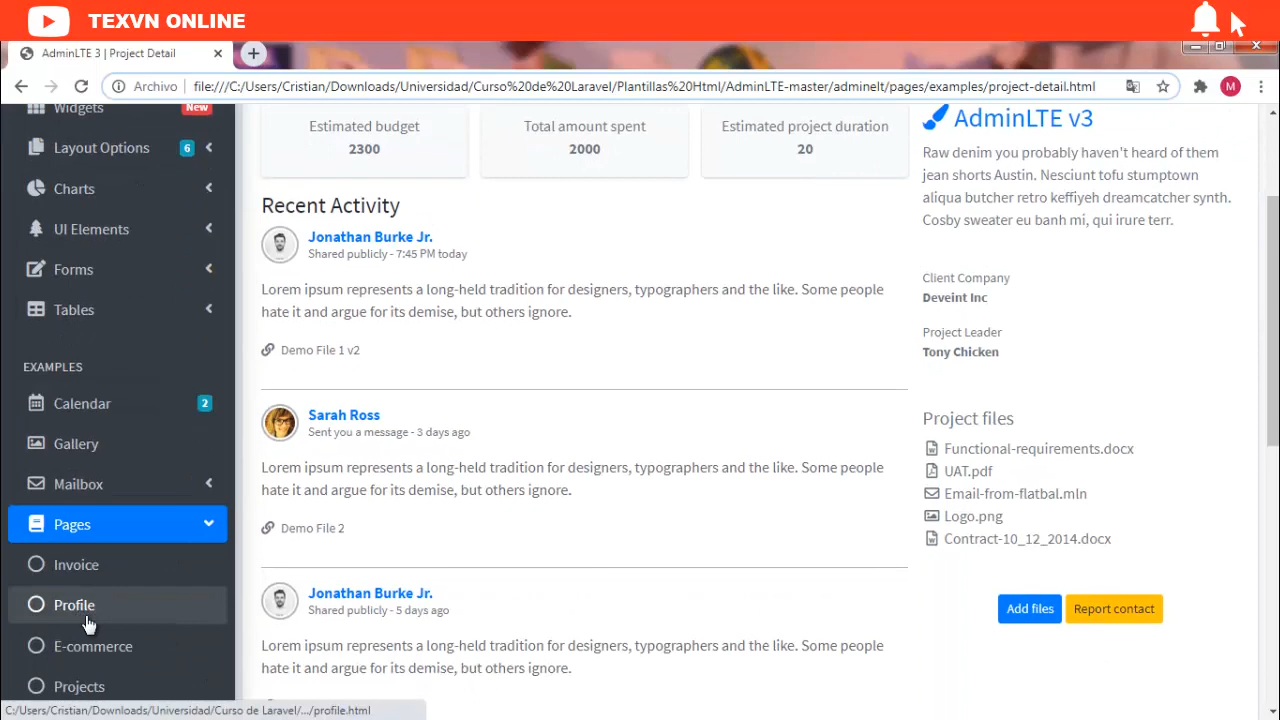 TEXVN ONLINE
AdminLTE 3 | Project Detail
Archivo
file:///C:/Users/Cristian/Downloads/Universidad/Curso%20de%20Laravel/Plantillas%20Html/AdminLTE-master/adminelt/pages/examples/project-detail.html
M
Widgets
New
Layout Options
6
Charts
UI Elements
Forms
Tables
EXAMPLES
Calendar
2
Gallery
Mailbox
Pages
Invoice
Profile
E-commerce
Projects
Estimated budget
2300
Total amount spent
2000
Estimated project duration
20
Recent Activity
Jonathan Burke Jr.
Shared publicly - 7:45 PM today
Lorem ipsum represents a long-held tradition for designers, typographers and the like. Some people
hate it and argue for its demise, but others ignore.
Demo File 1 v2
Sarah Ross
Sent you a message - 3 days ago
Lorem ipsum represents a long-held tradition for designers, typographers and the like. Some people
hate it and argue for its demise, but others ignore.
Demo File 2
Jonathan Burke Jr.
Shared publicly - 5 days ago
Lorem ipsum represents a long-held tradition for designers, typographers and the like. Some people
hate it and argue for its demise, but others ignore.
AdminLTE v3
Raw denim you probably haven't heard of them
jean shorts Austin. Nesciunt tofu stumptown
aliqua butcher retro keffiyeh dreamcatcher synth.
Cosby sweater eu banh mi, qui irure terr.
Client Company
Deveint Inc
Project Leader
Tony Chicken
Project files
Functional-requirements.docx
UAT.pdf
Email-from-flatbal.mln
Logo.png
Contract-10_12_2014.docx
Add files
Report contact
C:/Users/Cristian/Downloads/Universidad/Curso de Laravel/.../profile.html